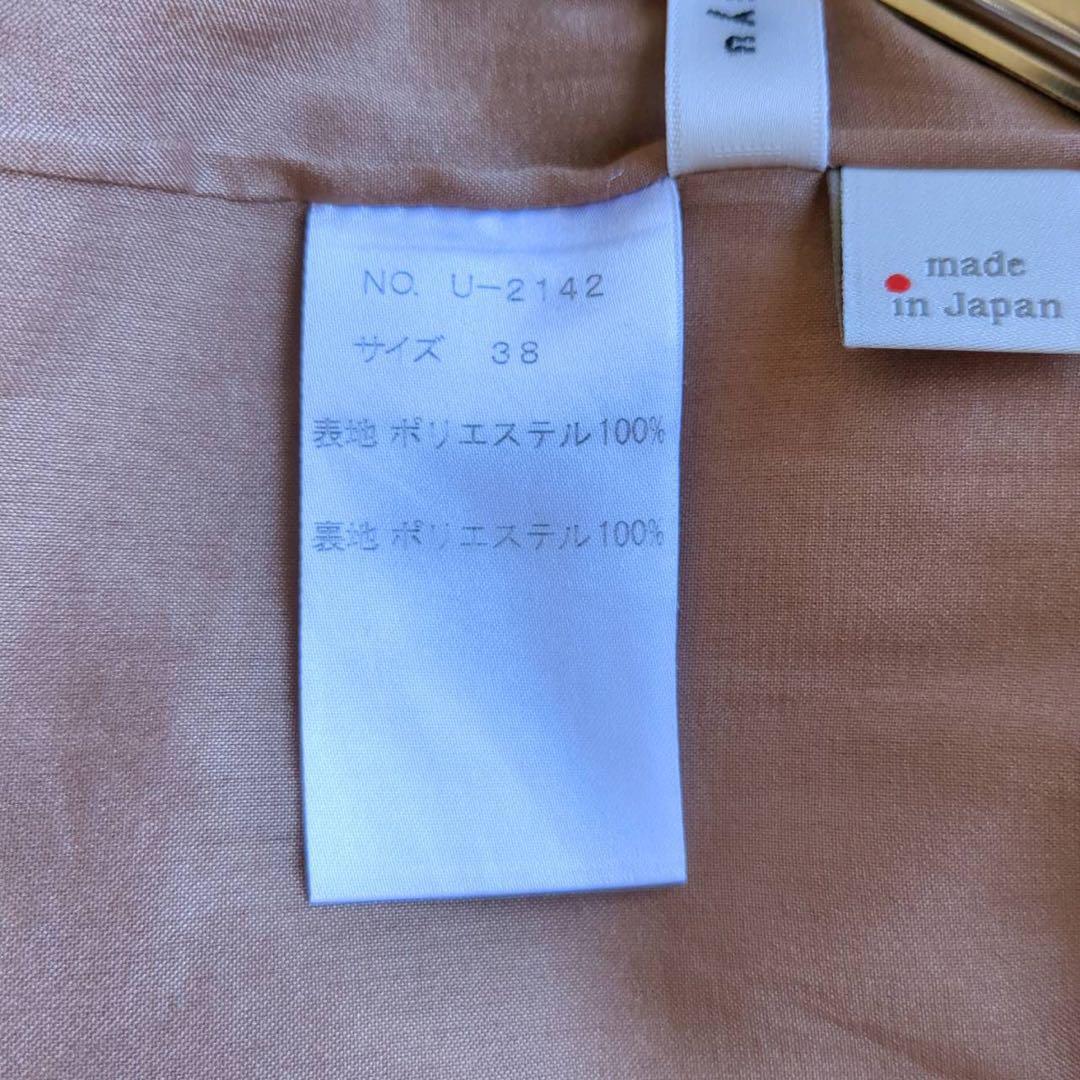 NO. U-2142
サイズ 38
表地 ポリエステル100%
裏地 ポリエステル100%
made
in Japan